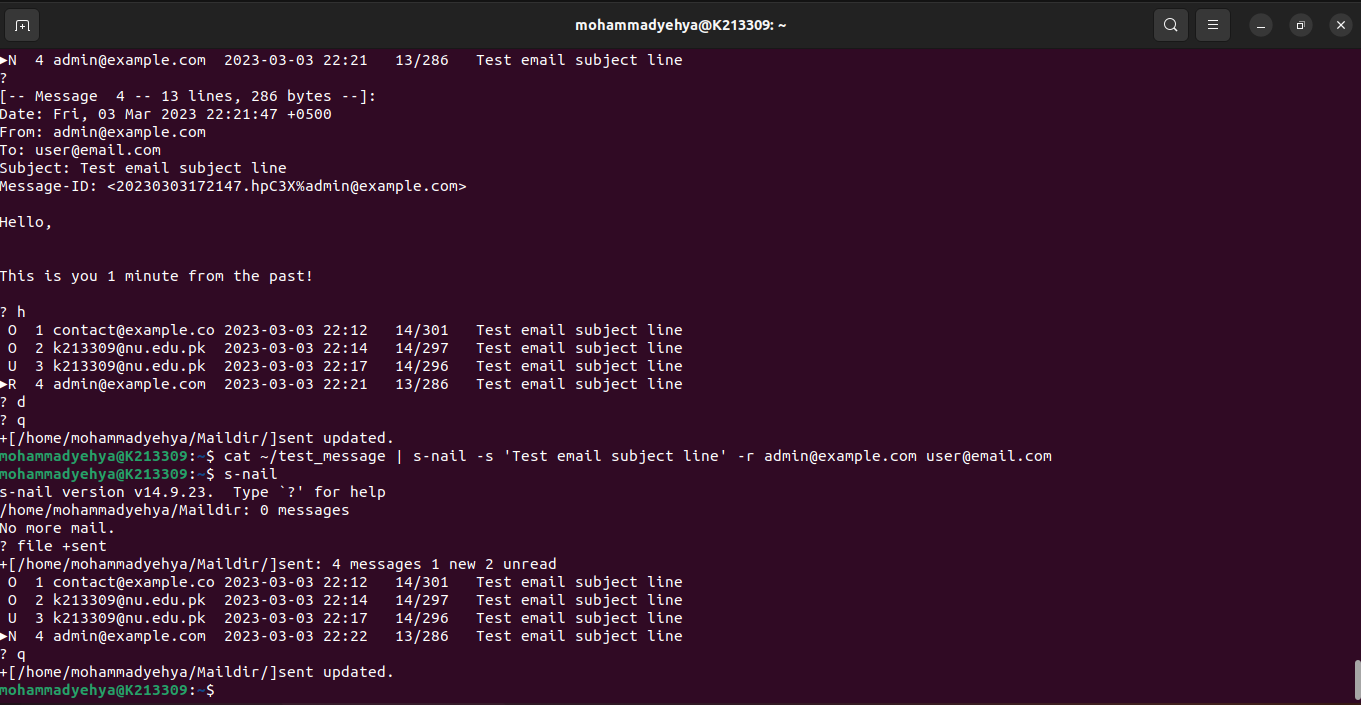 mohammadyehya@K213309: ~
▶N  4 admin@example.com  2023-03-03 22:21   13/286   Test email subject line
?
[-- Message  4 -- 13 lines, 286 bytes --]:
Date: Fri, 03 Mar 2023 22:21:47 +0500
From: admin@example.com
To: user@email.com
Subject: Test email subject line
Message-ID: <20230303172147.hpC3X%admin@example.com>
Hello,
This is you 1 minute from the past!
? h
 O  1 contact@example.co 2023-03-03 22:12   14/301   Test email subject line
 O  2 k213309@nu.edu.pk  2023-03-03 22:14   14/297   Test email subject line
 U  3 k213309@nu.edu.pk  2023-03-03 22:17   14/296   Test email subject line
▶R  4 admin@example.com  2023-03-03 22:21   13/286   Test email subject line
? d
? q
+[/home/mohammadyehya/Maildir/]sent updated.
mohammadyehya@K213309:~$ cat ~/test_message | s-nail -s 'Test email subject line' -r admin@example.com user@email.com
mohammadyehya@K213309:~$ s-nail
s-nail version v14.9.23.  Type `?' for help
/home/mohammadyehya/Maildir: 0 messages
No more mail.
? file +sent
+[/home/mohammadyehya/Maildir/]sent: 4 messages 1 new 2 unread
 O  1 contact@example.co 2023-03-03 22:12   14/301   Test email subject line
 O  2 k213309@nu.edu.pk  2023-03-03 22:14   14/297   Test email subject line
 U  3 k213309@nu.edu.pk  2023-03-03 22:17   14/296   Test email subject line
▶N  4 admin@example.com  2023-03-03 22:22   13/286   Test email subject line
? q
+[/home/mohammadyehya/Maildir/]sent updated.
mohammadyehya@K213309:~$